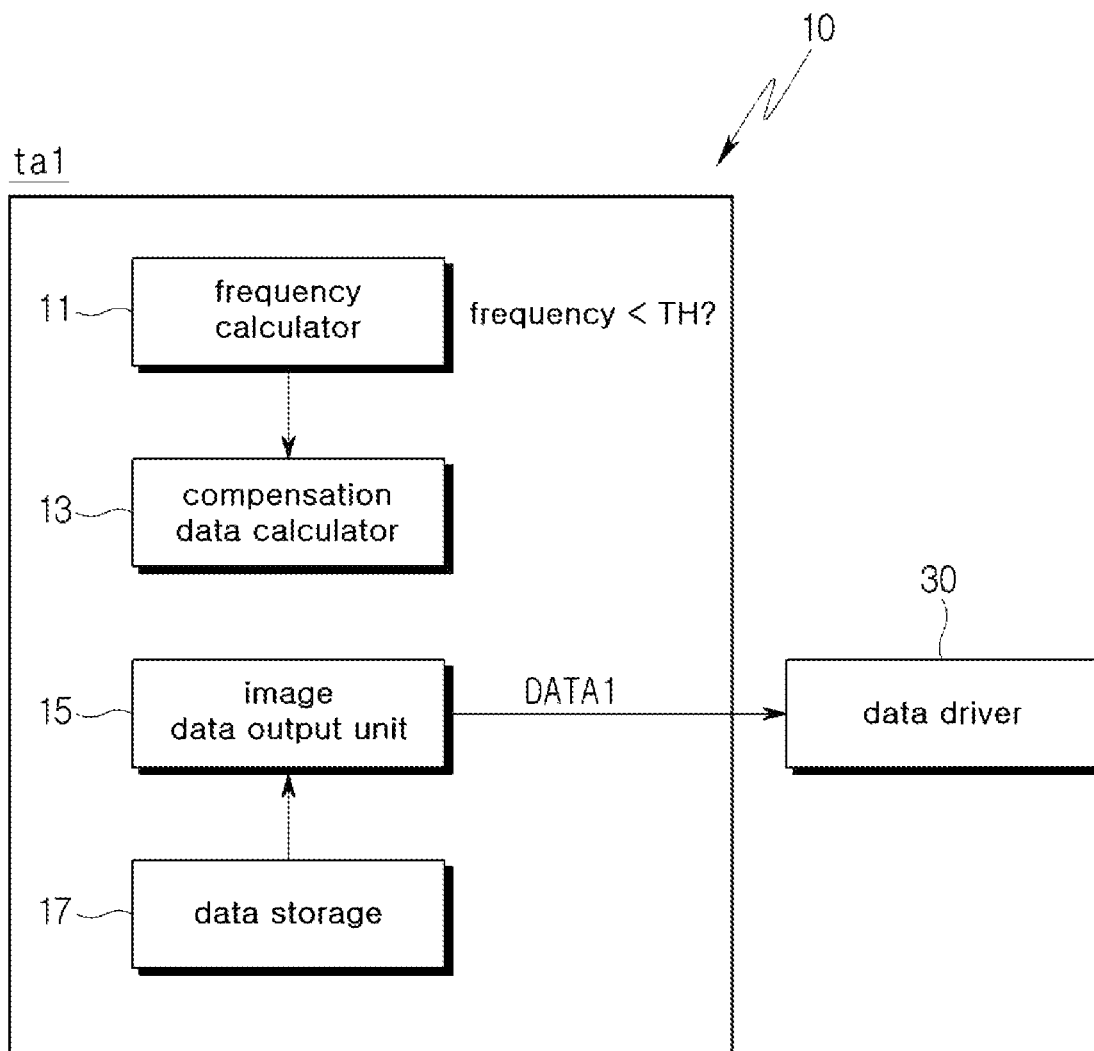 10
ta1
11
frequency
calculator
frequency < TH?
13
compensation
data calculator
30
15
image
data output unit
DATA1
data driver
17
data storage